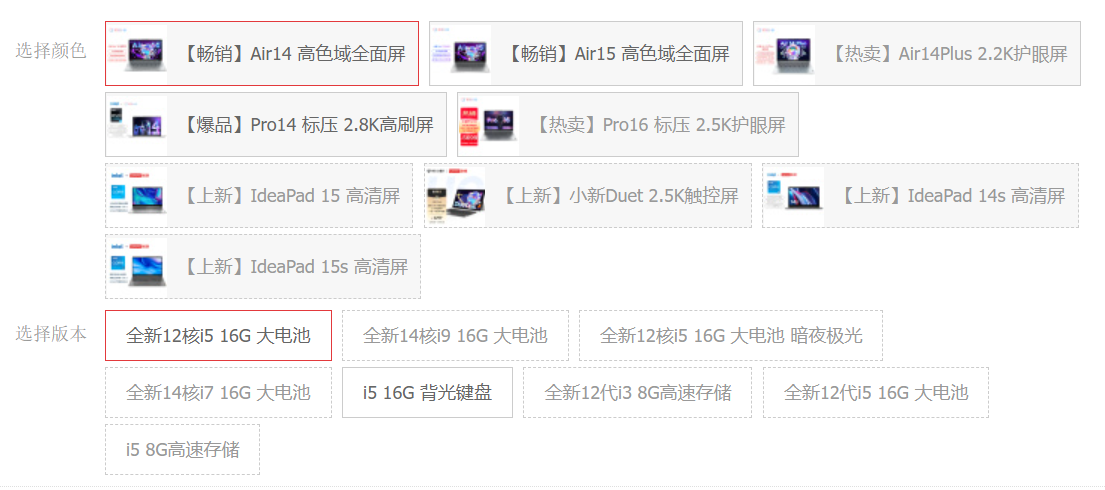 选择颜色 【畅销】Air14 高色域全面屏 【畅销】Air15 高色域全面屏 【热卖】Air14Plus 2.2K护眼屏
【爆品】Pro14 标压 2.8K高刷屏 【热卖】Pro16 标压 2.5K护眼屏
【上新】IdeaPad 15 高清屏 【上新】小新Duet 2.5K触控屏 【上新】IdeaPad 14s 高清屏
【上新】IdeaPad 15s 高清屏
选择版本 全新12核i5 16G 大电池 全新14核i9 16G 大电池 全新12核i5 16G 大电池 暗夜极光
全新14核i7 16G 大电池 i5 16G 背光键盘 全新12代i3 8G高速存储 全新12代i5 16G 大电池
i5 8G高速存储